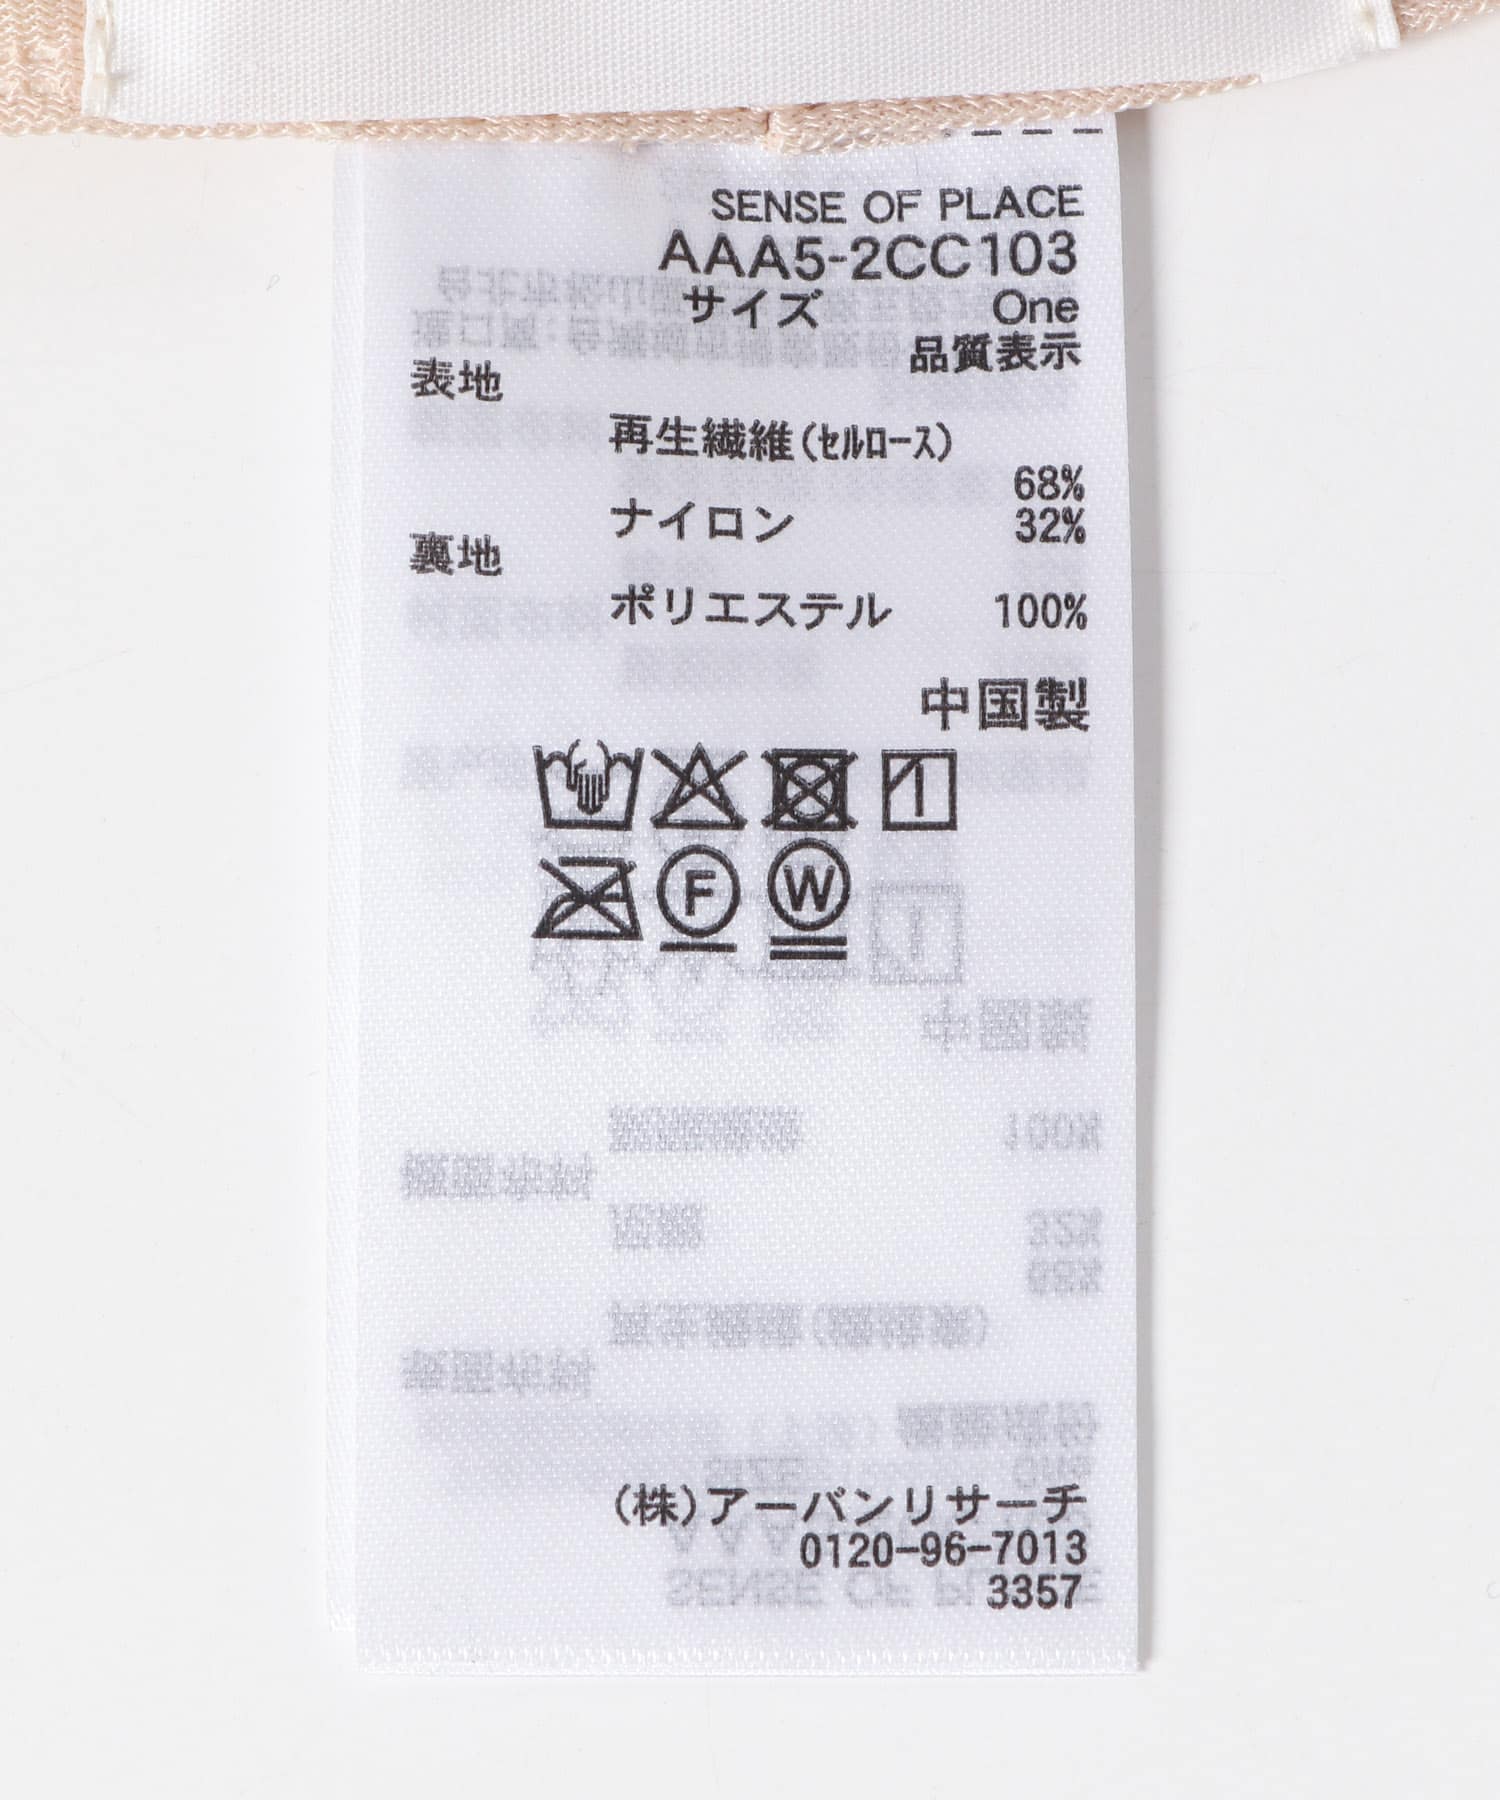 SENSE OF PLACE
AAA5-2CC103
サイズ One
品質表示
表地
再生繊維(セルロース)
68%
ナイロン 32%
裏地
ポリエステル 100%
中国製
F W
(株)アーバンリサーチ
0120-96-7013
3357